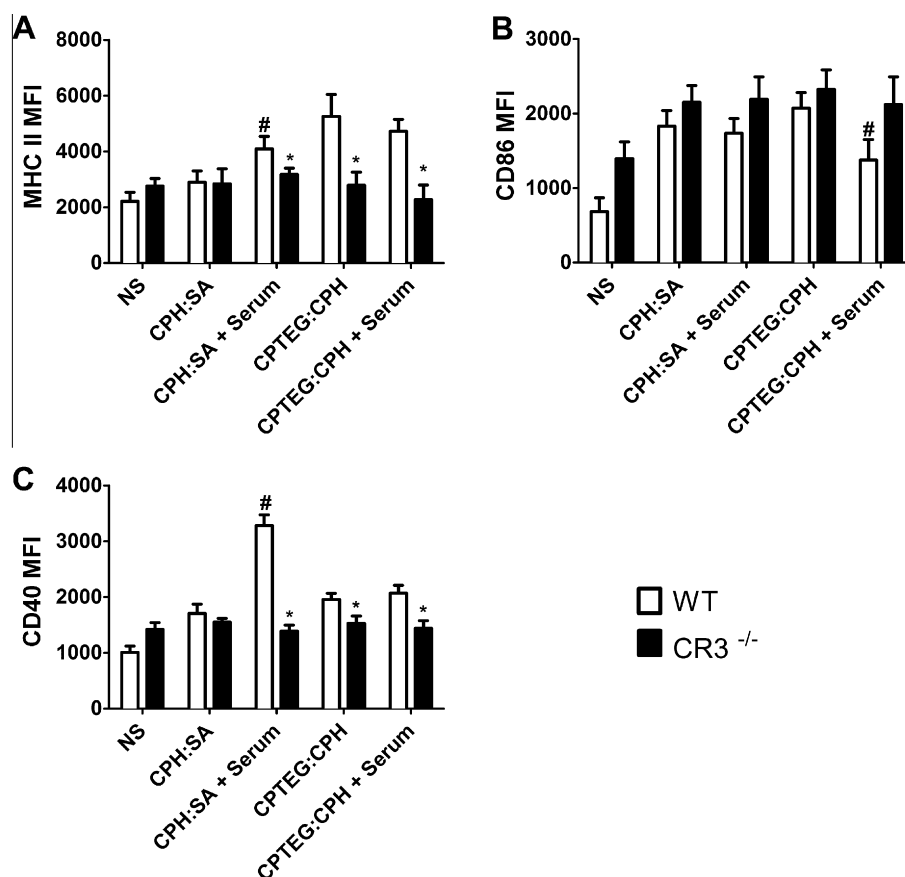 A
MHC II MFI
8000
6000
4000
2000
0
#
*
*
*
NS
CPH:SA
CPH:SA + Serum
CPTEG:CPH
CPTEG:CPH + Serum
B
CD86 MFI
3000
2000
1000
0
#
NS
CPH:SA
CPH:SA + Serum
CPTEG:CPH
CPTEG:CPH + Serum
C
CD40 MFI
4000
3000
2000
1000
0
#
*
*
*
NS
CPH:SA
CPH:SA + Serum
CPTEG:CPH
CPTEG:CPH + Serum
WT
CR3 -/-